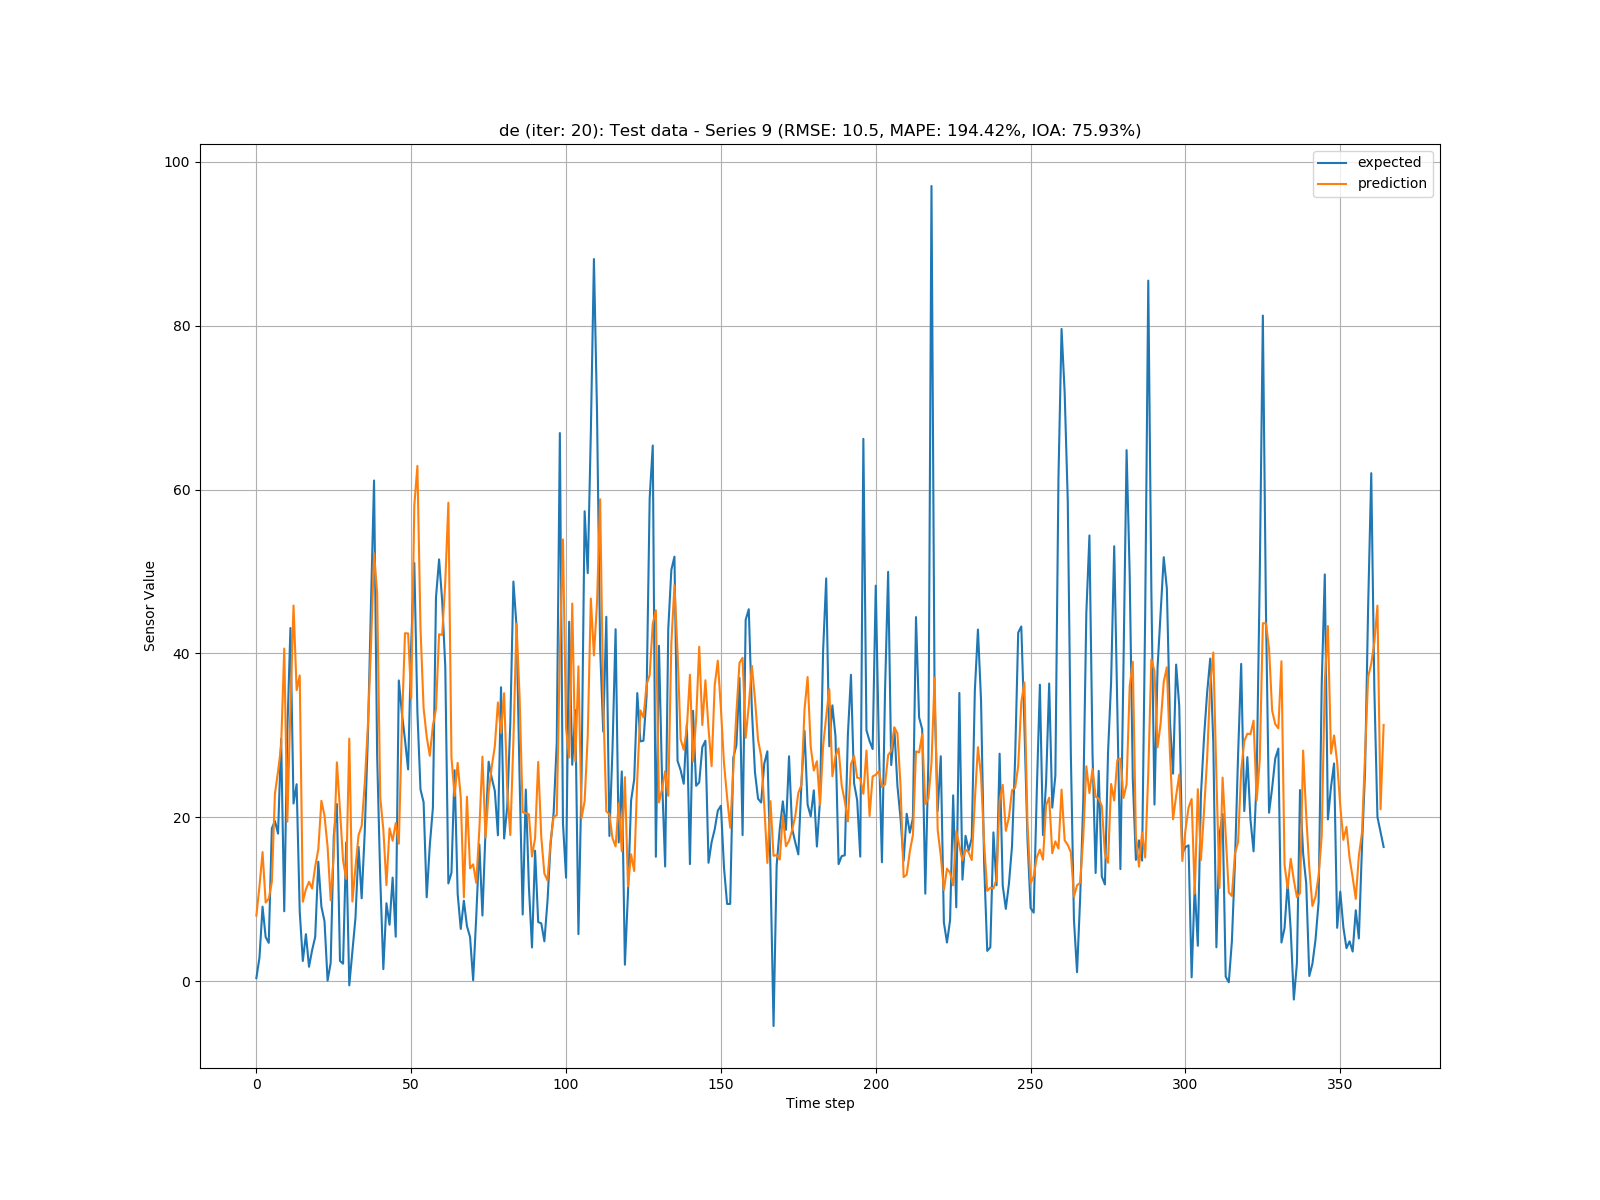 de (iter: 20): Test data - Series 9 (RMSE: 10.5, MAPE: 194.42%, IOA: 75.93%)
expected
prediction
100
80
60
40
20
0
Sensor Value
0 50 100 150 200 250 300 350
Time step